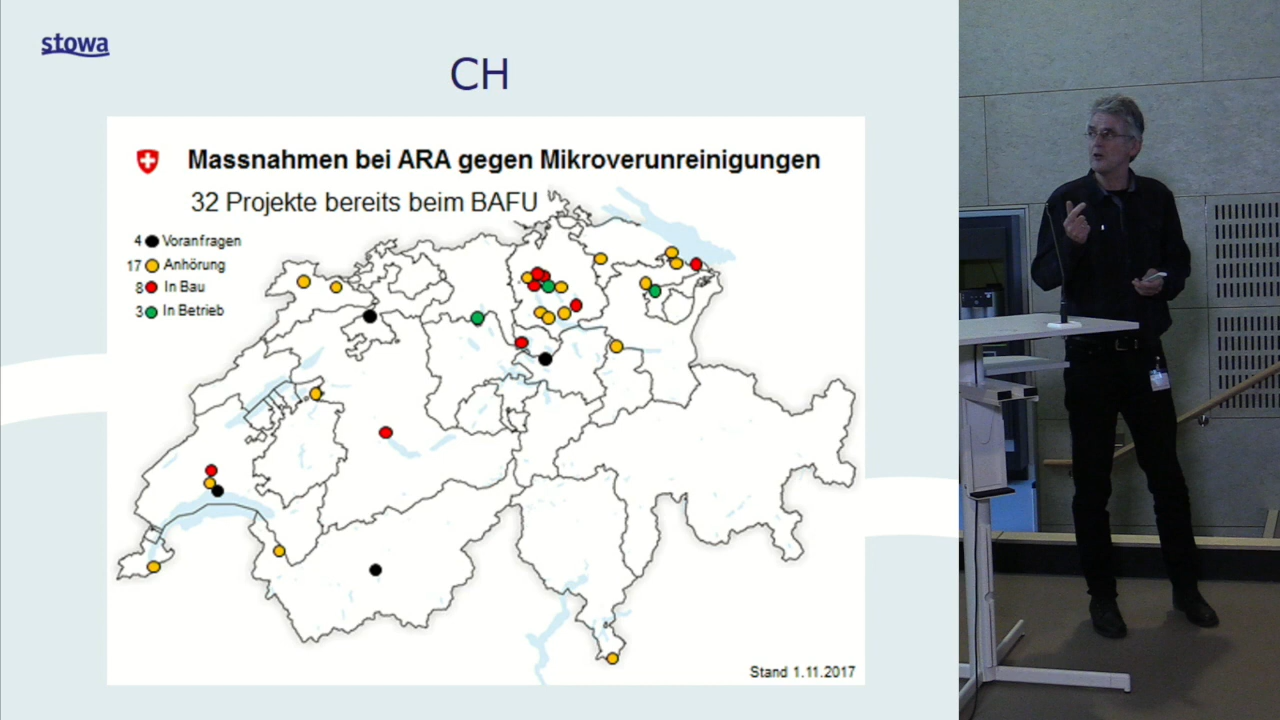 stowa
CH
Massnahmen bei ARA gegen Mikroverunreinigungen
32 Projekte bereits beim BAFU
4 Voranfragen
17 Anhörung
8 In Bau
3 In Betrieb
Stand 1.11.2017